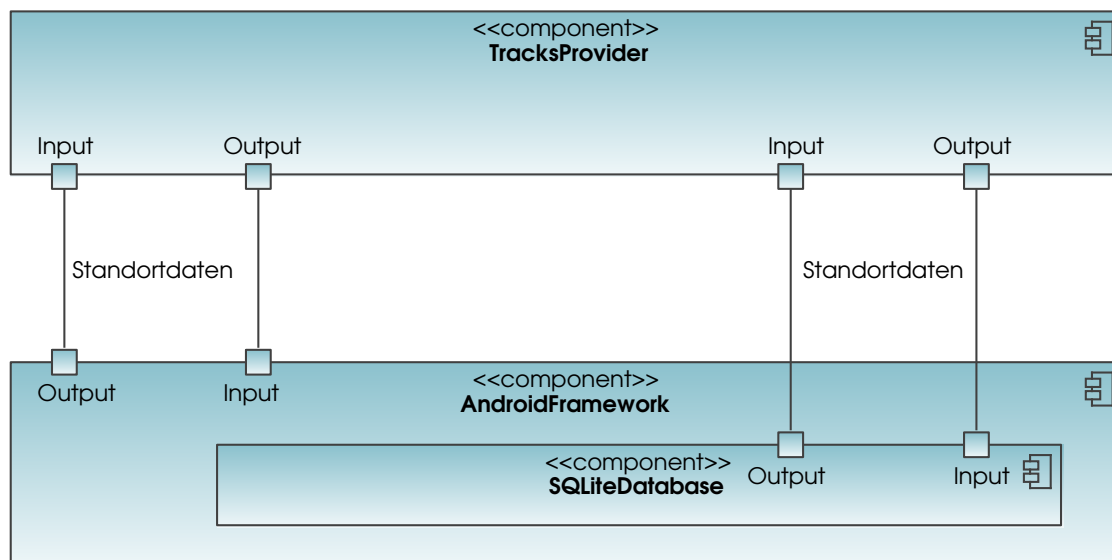 <<component>>
TracksProvider
Input
Output
Input
Output
Standortdaten
Standortdaten
Output
Input
<<component>>
AndroidFramework
<<component>>
SQLiteDatabase
Output
Input